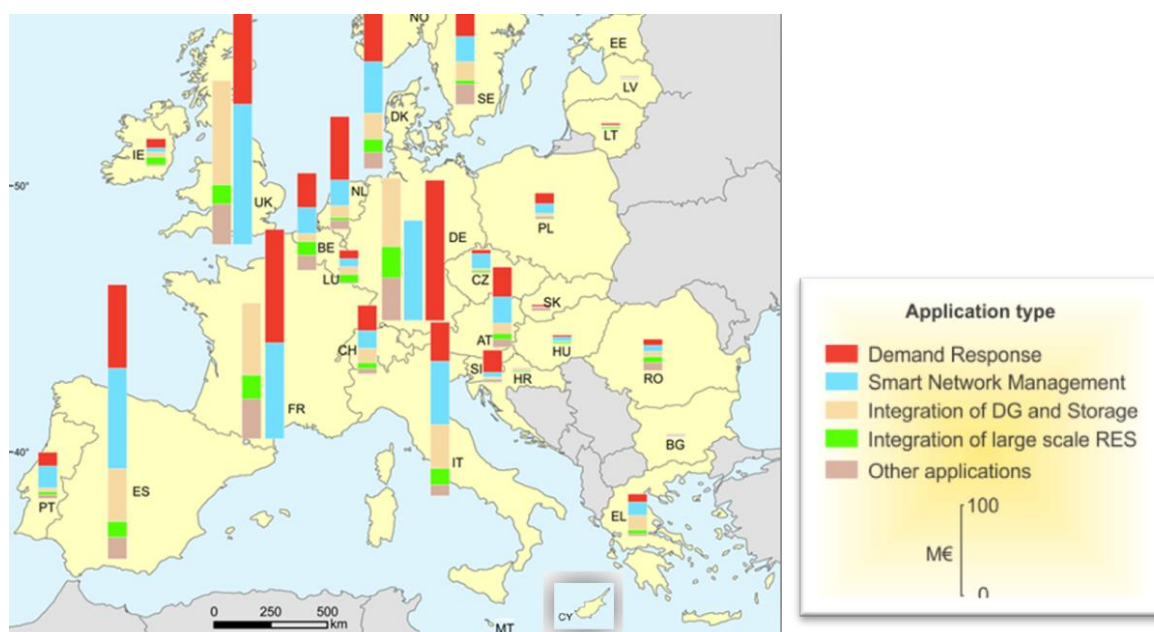 NO
EE
LV
SE
DK
LT
IE
50°
NL
UK
PL
DE
BE
LU
CZ
SK
AT
CH
HU
SI
HR
RO
FR
BG
40°
IT
ES
PT
EL
0 250 500
km
CY
MT
Application type
Demand Response
Smart Network Management
Integration of DG and Storage
Integration of large scale RES
Other applications
100
M€
0